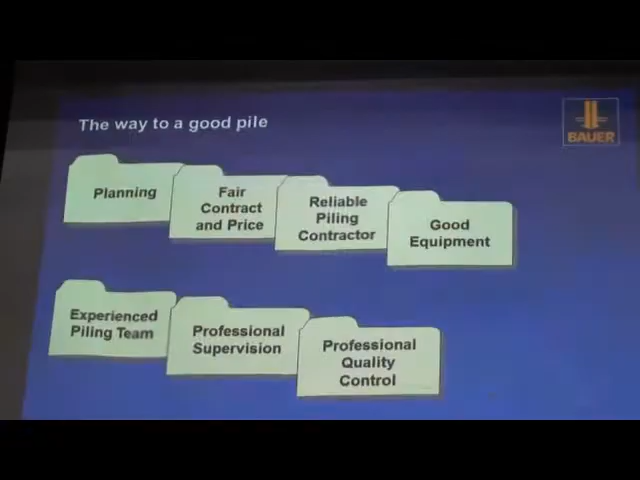 The way to a good pile
BAUER
Planning
Fair
Contract
and Price
Reliable
Piling
Contractor
Good
Equipment
Experienced
Piling Team
Professional
Supervision
Professional
Quality
Control